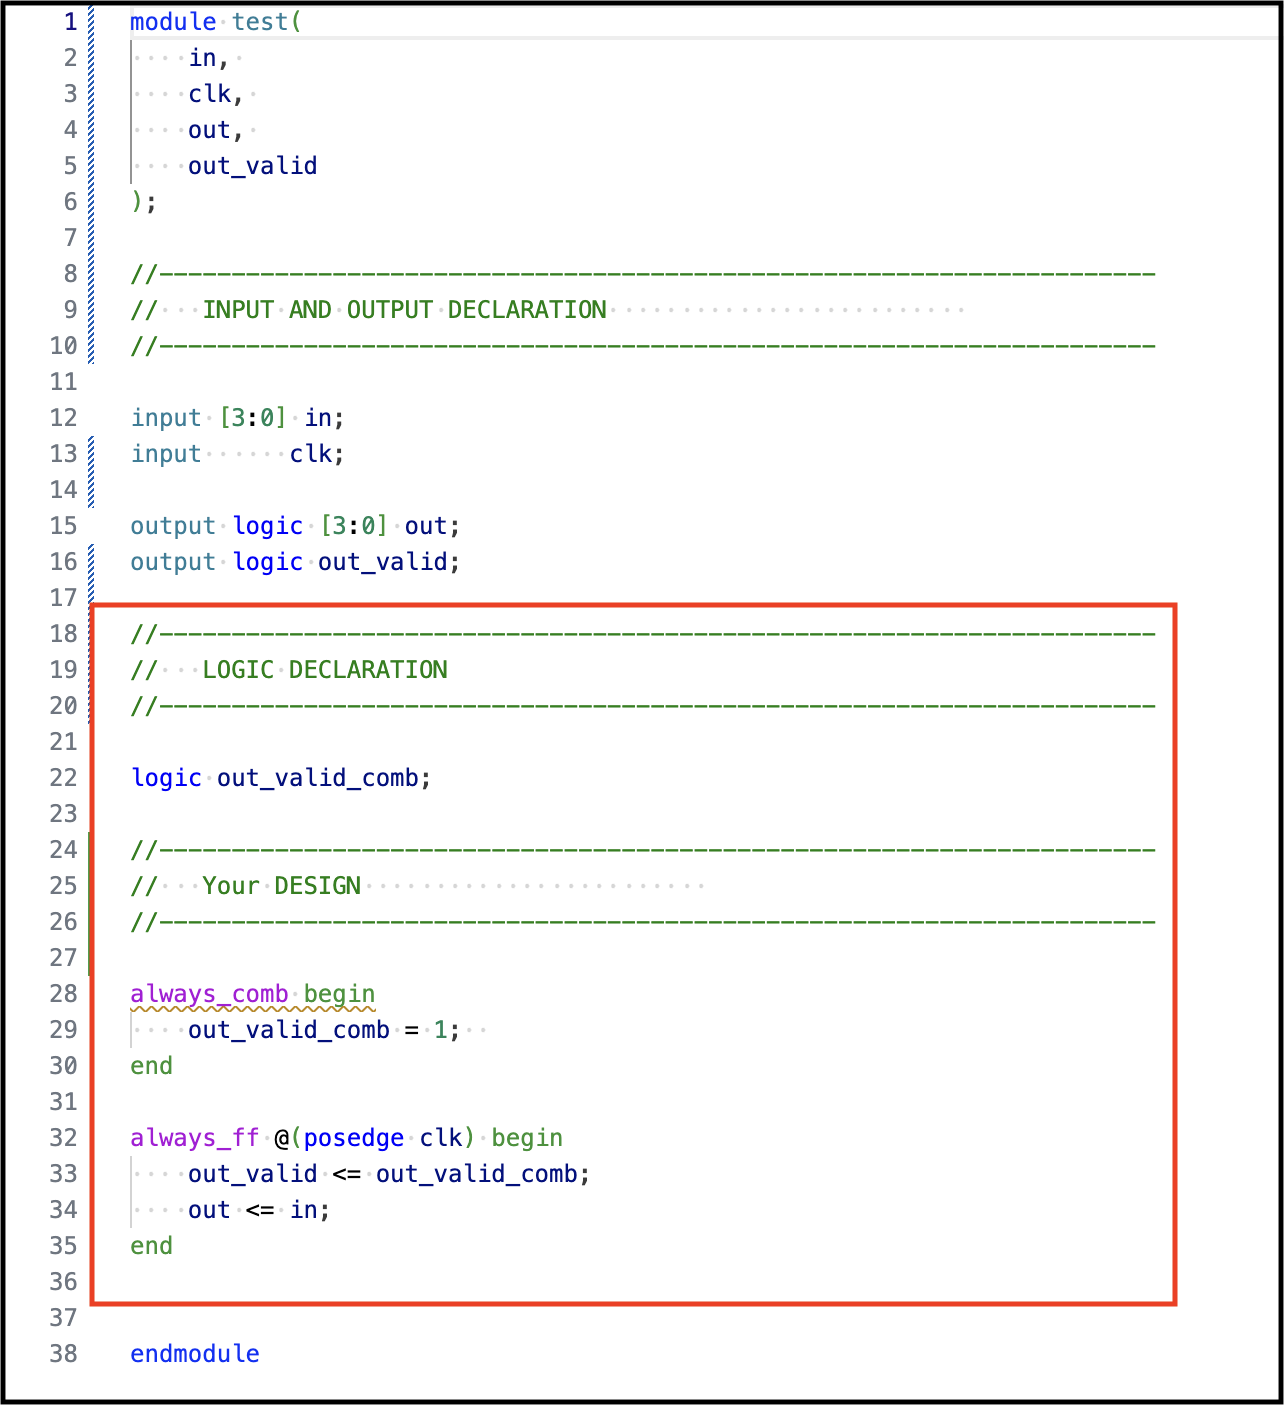 1 module test(
2 in,
3 clk,
4 out,
5 out_valid
6 );
7
8 //---------------------------------------------------------------------
9 //   INPUT AND OUTPUT DECLARATION
10 //---------------------------------------------------------------------
11
12 input [3:0] in;
13 input      clk;
14
15 output logic [3:0] out;
16 output logic out_valid;
17
18 //---------------------------------------------------------------------
19 //   LOGIC DECLARATION
20 //---------------------------------------------------------------------
21
22 logic out_valid_comb;
23
24 //---------------------------------------------------------------------
25 //   Your DESIGN
26 //---------------------------------------------------------------------
27
28 always_comb begin
29     out_valid_comb = 1;
30 end
31
32 always_ff @(posedge clk) begin
33     out_valid <= out_valid_comb;
34     out <= in;
35 end
36
37
38 endmodule